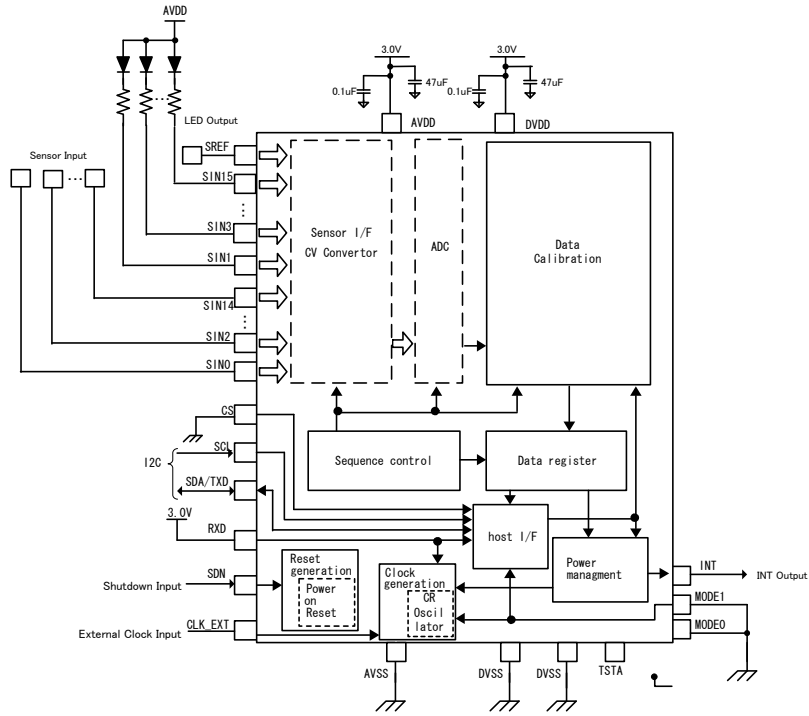 AVDD
3.0V
3.0V
0.1uF
47uF
0.1uF
47uF
LED Output
AVDD
DVDD
SREF
Sensor Input
SIN15
SIN3
Sensor I/F
CV Convertor
ADC
Data
Calibration
SIN1
SIN14
SIN2
SIN0
CS
I2C
SCL
Sequence control
Data register
SDA/TXD
3.0V
RXD
host I/F
Reset
generation
Power
on
Reset
Clock
generation
CR
Oscil
lator
Power
managment
INT
INT Output
Shutdown Input
SDN
MODE1
External Clock Input
CLK_EXT
MODE0
AVSS
DVSS
DVSS
TSTA